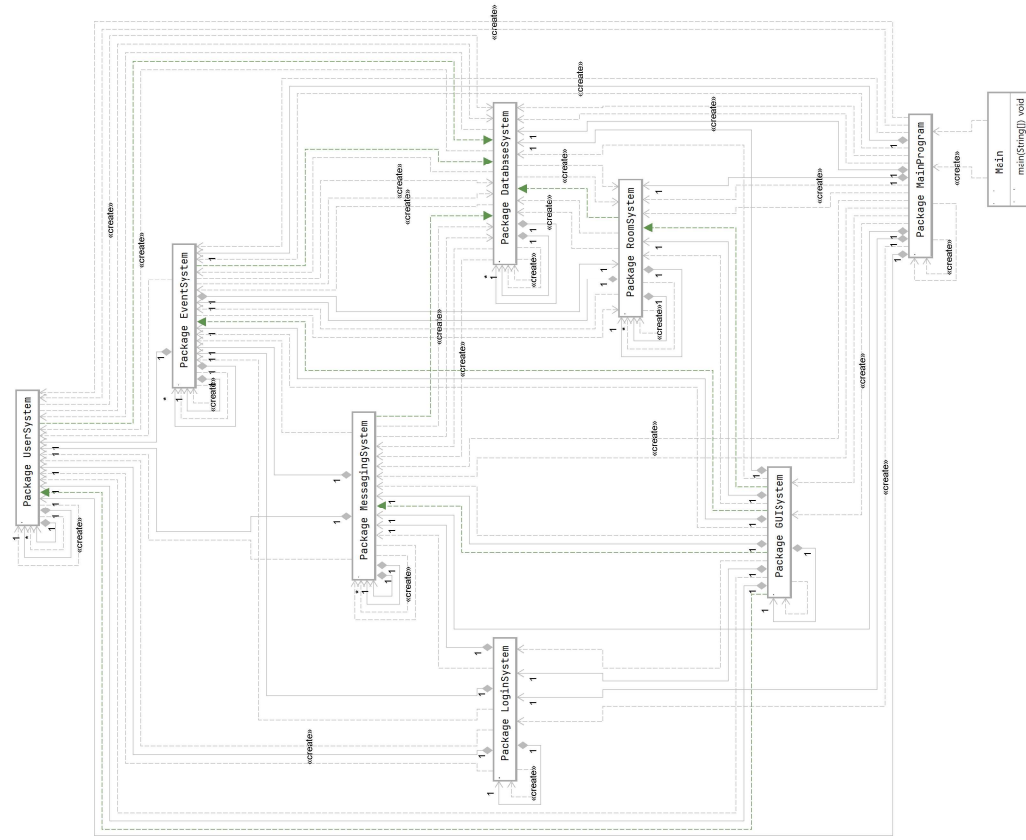 «create»
«create»
«create»
«create»
«create»
Main
main(String[]) void
Package MainProgram
«create»
«create»
Package DatabaseSystem
«create»
«create»
«create»
«create»
«create»
«create»
Package RoomSystem
«create»
Package EventSystem
«create»
«create»
«create»
Package UserSystem
«create»
Package MessagingSystem
«create»
«create»
«create»
Package GUISystem
«create»
Package LoginSystem
«create»
«create»